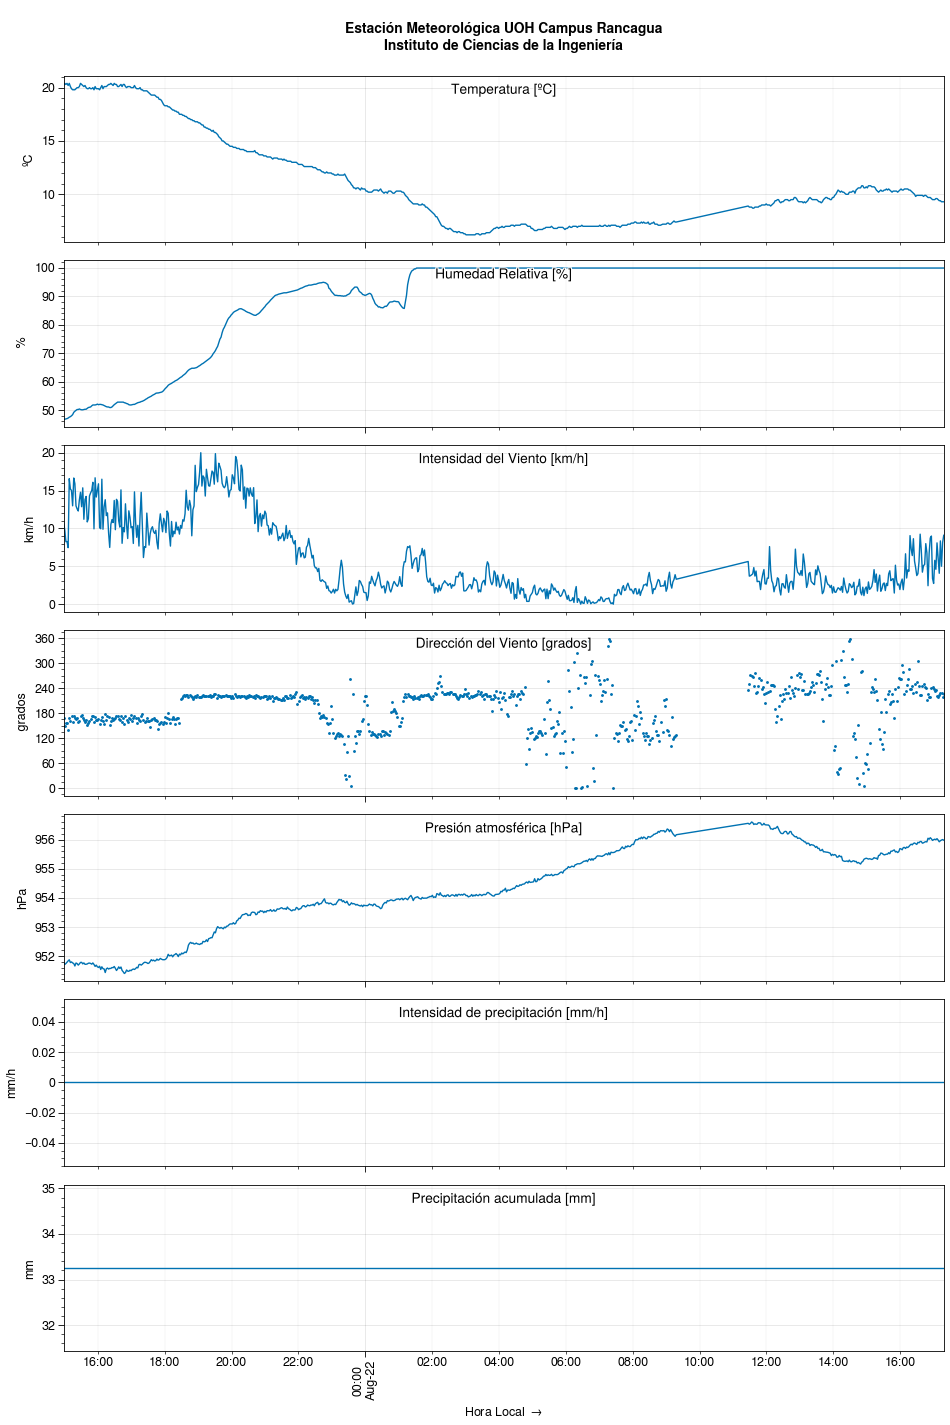 Estación Meteorológica UOH Campus Rancagua
Instituto de Ciencias de la Ingeniería
Temperatura [ºC]
20
15
10
ºC
Humedad Relativa [%]
100
90
80
70
60
50
%
Intensidad del Viento [km/h]
20
15
10
5
0
km/h
Dirección del Viento [grados]
360
300
240
180
120
60
0
grados
Presión atmosférica [hPa]
956
955
954
953
952
hPa
Intensidad de precipitación [mm/h]
0.04
0.02
0
−0.02
−0.04
mm/h
Precipitación acumulada [mm]
35
34
33
32
mm
16:00 18:00 20:00 22:00 00:00 02:00 04:00 06:00 08:00 10:00 12:00 14:00 16:00
Aug-22
Hora Local →